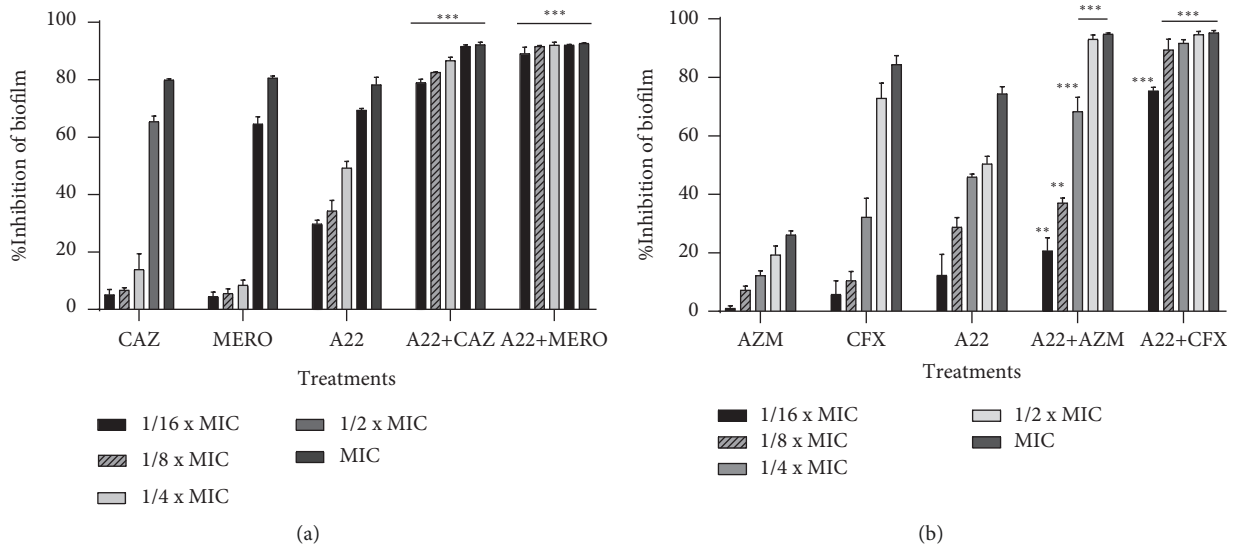 100
80
60
40
20
0
%Inhibition of biofilm
***
***
CAZ
MERO
A22
A22+CAZ
A22+MERO
Treatments
1/16 x MIC
1/8 x MIC
1/4 x MIC
1/2 x MIC
MIC
(a)
100
80
60
40
20
0
%Inhibition of biofilm
***
***
***
***
**
**
AZM
CFX
A22
A22+AZM
A22+CFX
Treatments
1/16 x MIC
1/8 x MIC
1/4 x MIC
1/2 x MIC
MIC
(b)